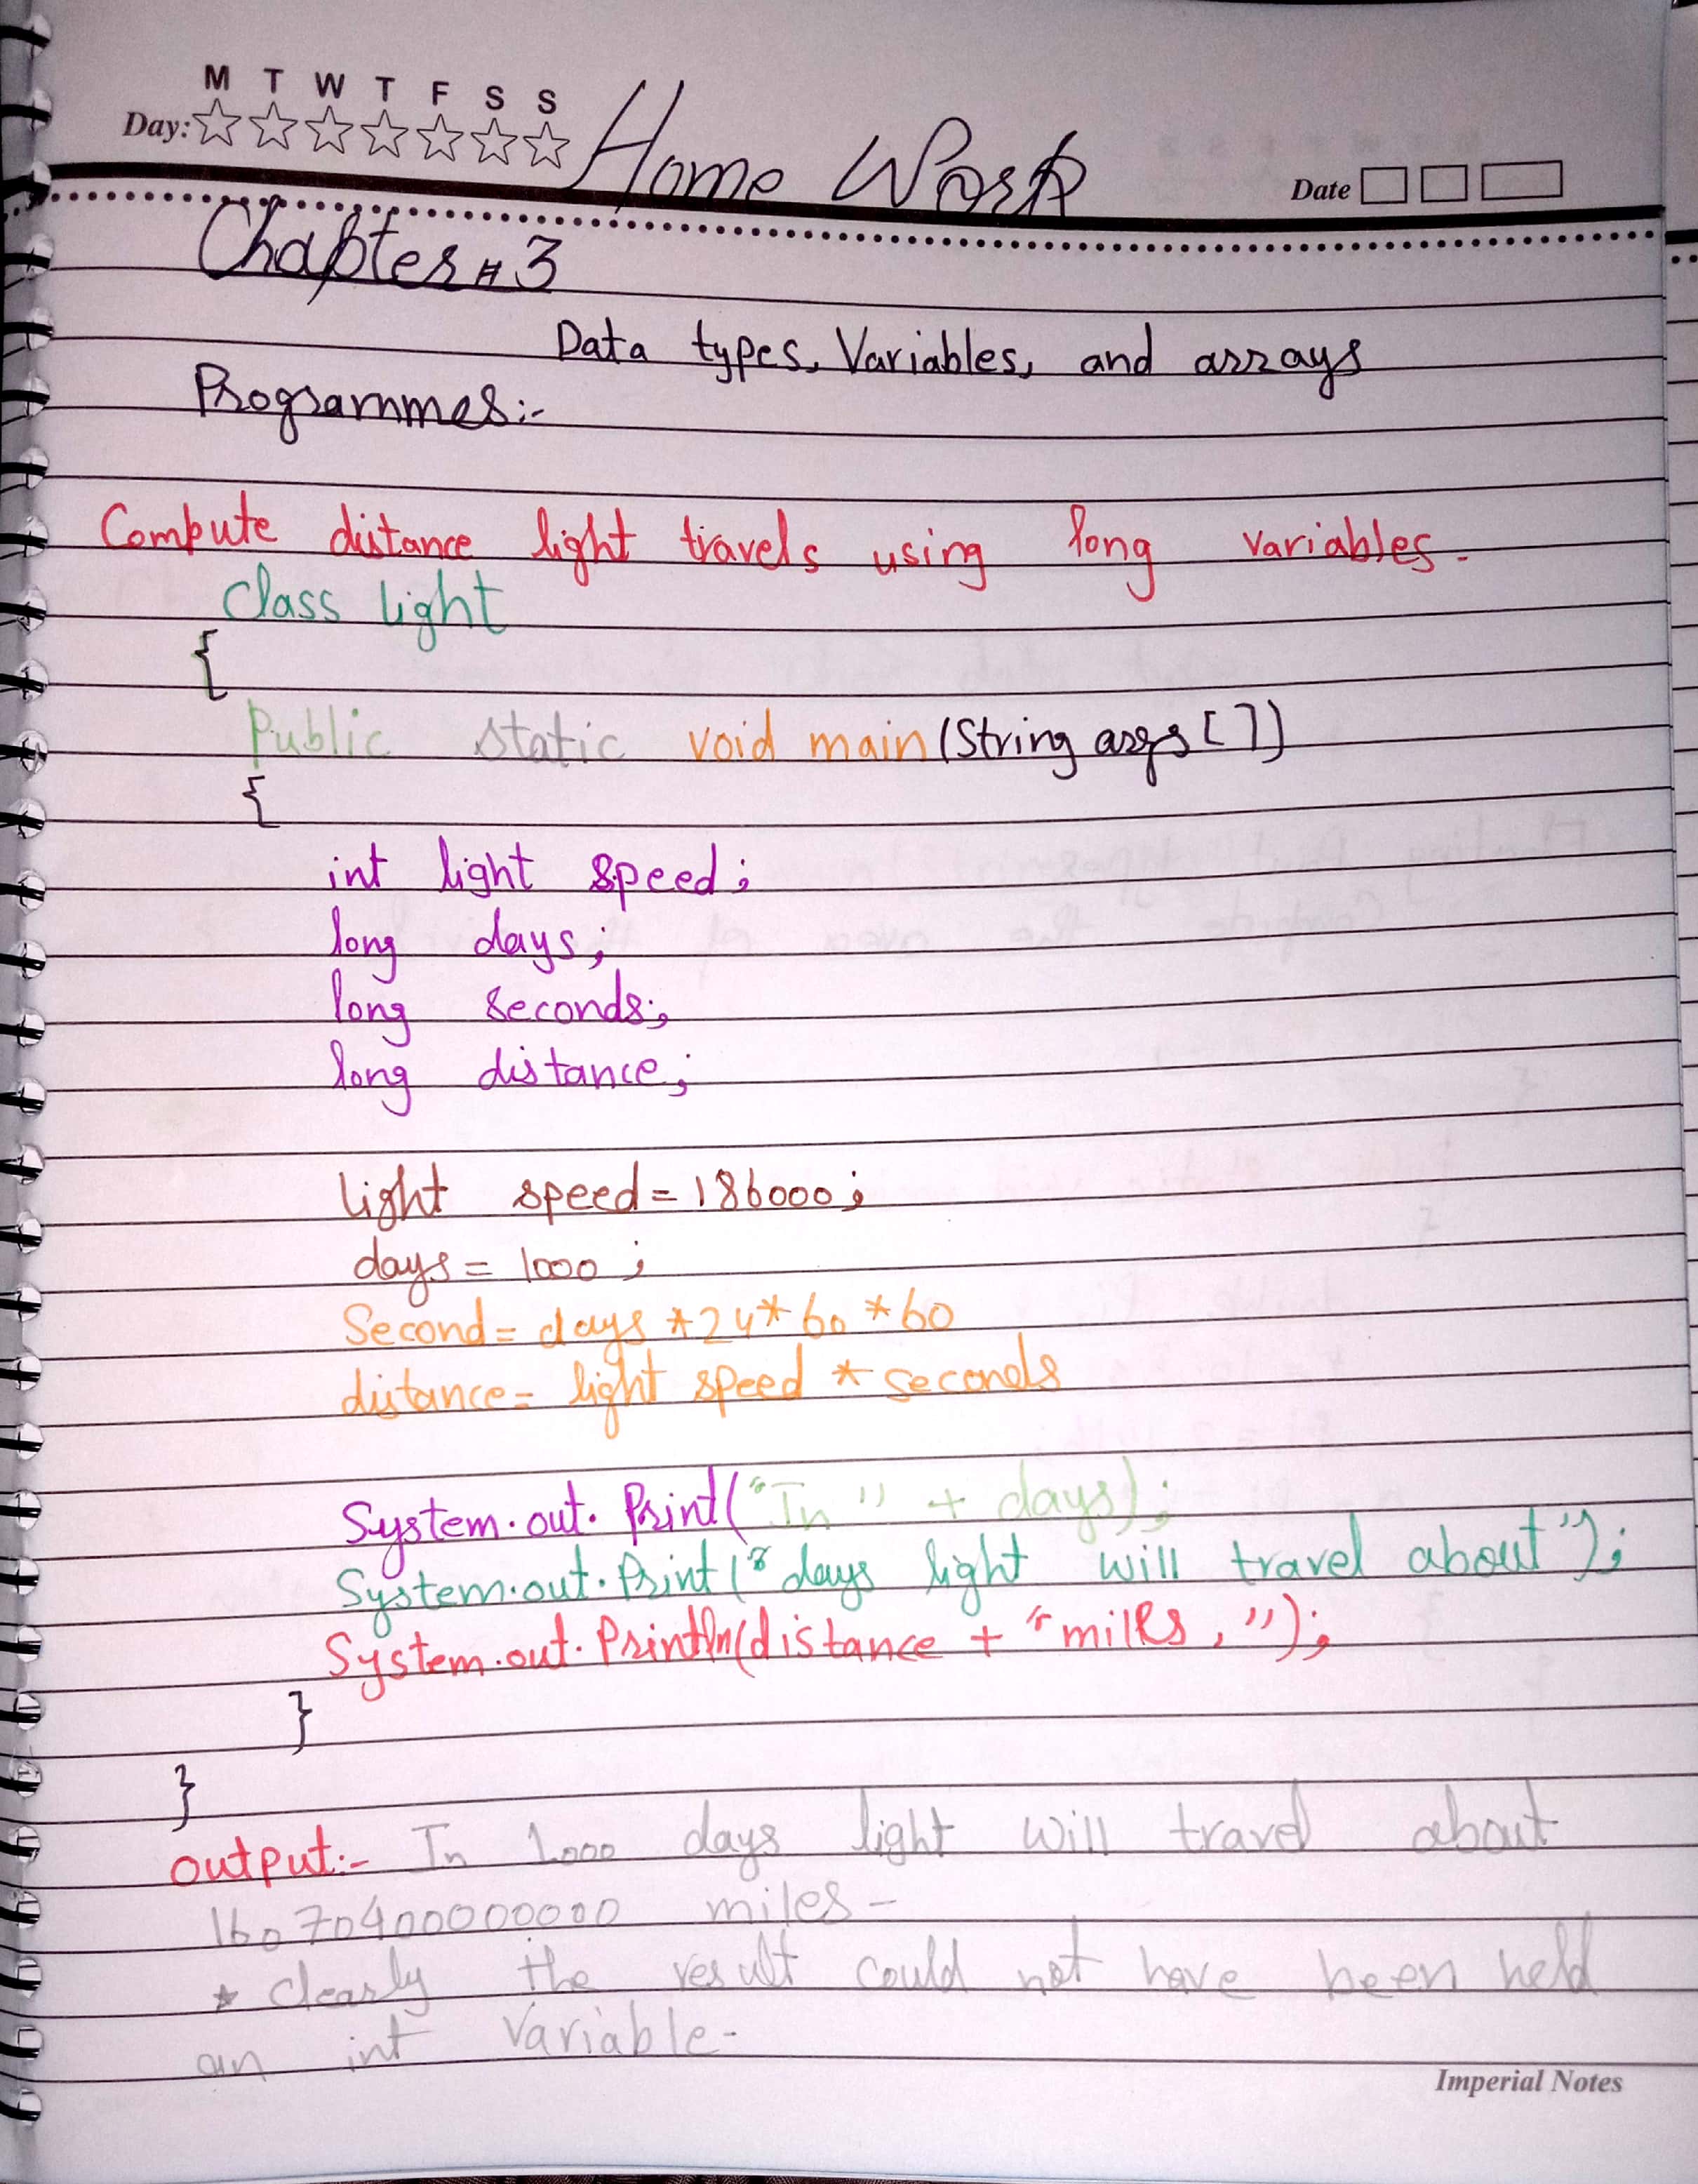 M T W T F S S
Day: Home Work Date
Chapter # 3
Data types, Variables, and arrays
Programmes:-
Compute distance light travels using long variables.
Class light
{
Public static void main (String args [ ])
{
int light speed;
long days;
long seconds;
long distance;
light speed = 186000;
days = 1000 ;
Second = days *24* 60 *60
distance = light speed * seconds
System.out. Print( "In " + days);
System.out. Print ( " days light will travel about");
System.out. Println(distance + "miles , ");
}
}
output:- In 1000 days light will travel about
16070400000000 miles -
* clearly the result could not have been held
an int variable -
Imperial Notes